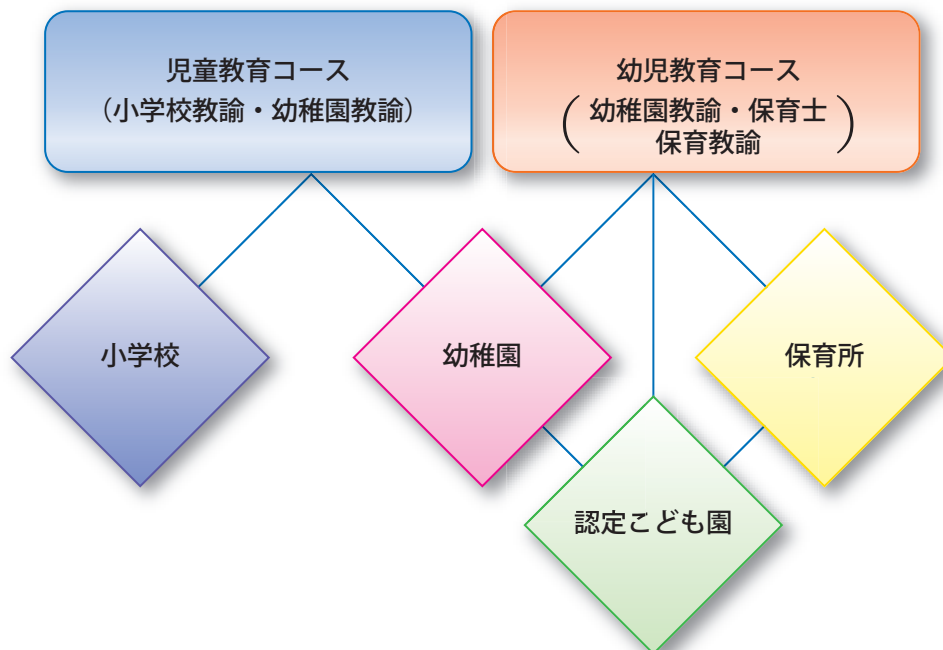 児童教育コース
（小学校教諭・幼稚園教諭）
幼児教育コース
（幼稚園教諭・保育士
保育教諭）
小学校
幼稚園
保育所
認定こども園